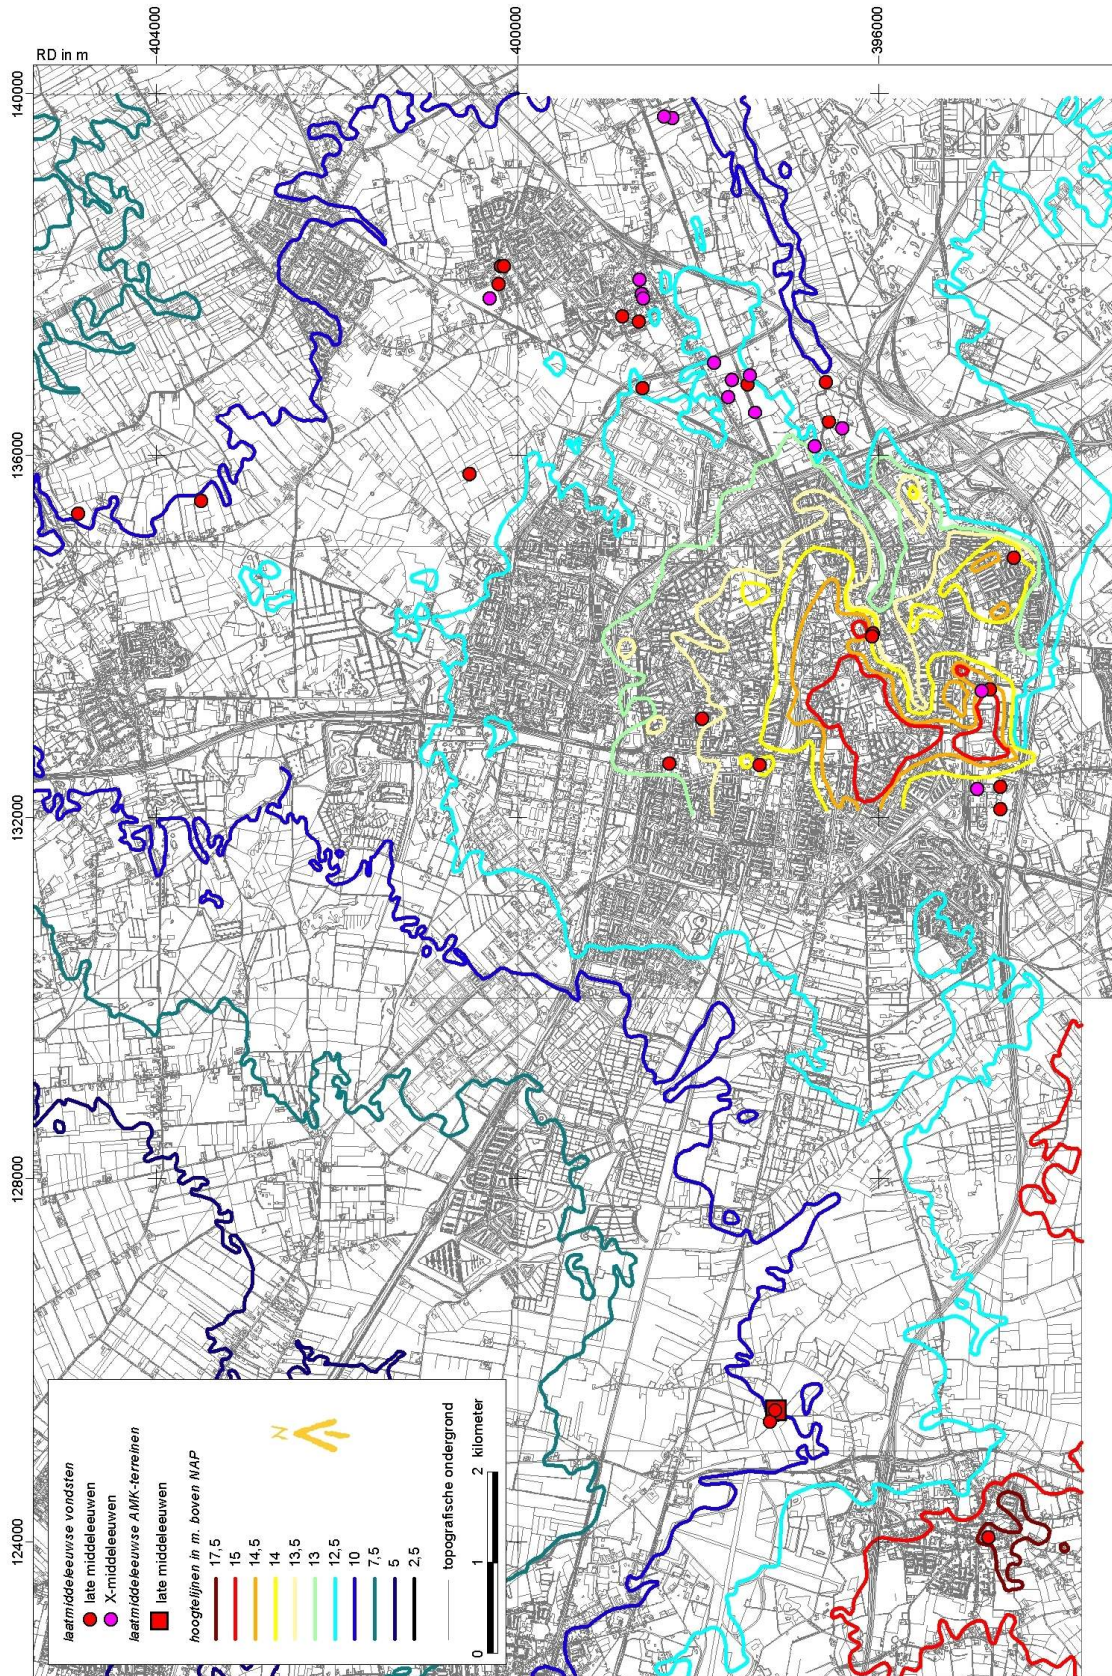 RD in m
404000
400000
396000
140000
136000
132000
128000
124000
laatmiddeleeuwse vondsten
late middeleeuwen
X-middeleeuwen
laatmiddeleeuwse AMK-terreinen
late middeleeuwen
hoogtelijnen in m. boven NAP
17,5
15
14,5
14
13,5
13
12,5
10
7,5
5
2,5
topografische ondergrond
0 1 2
kilometer
N